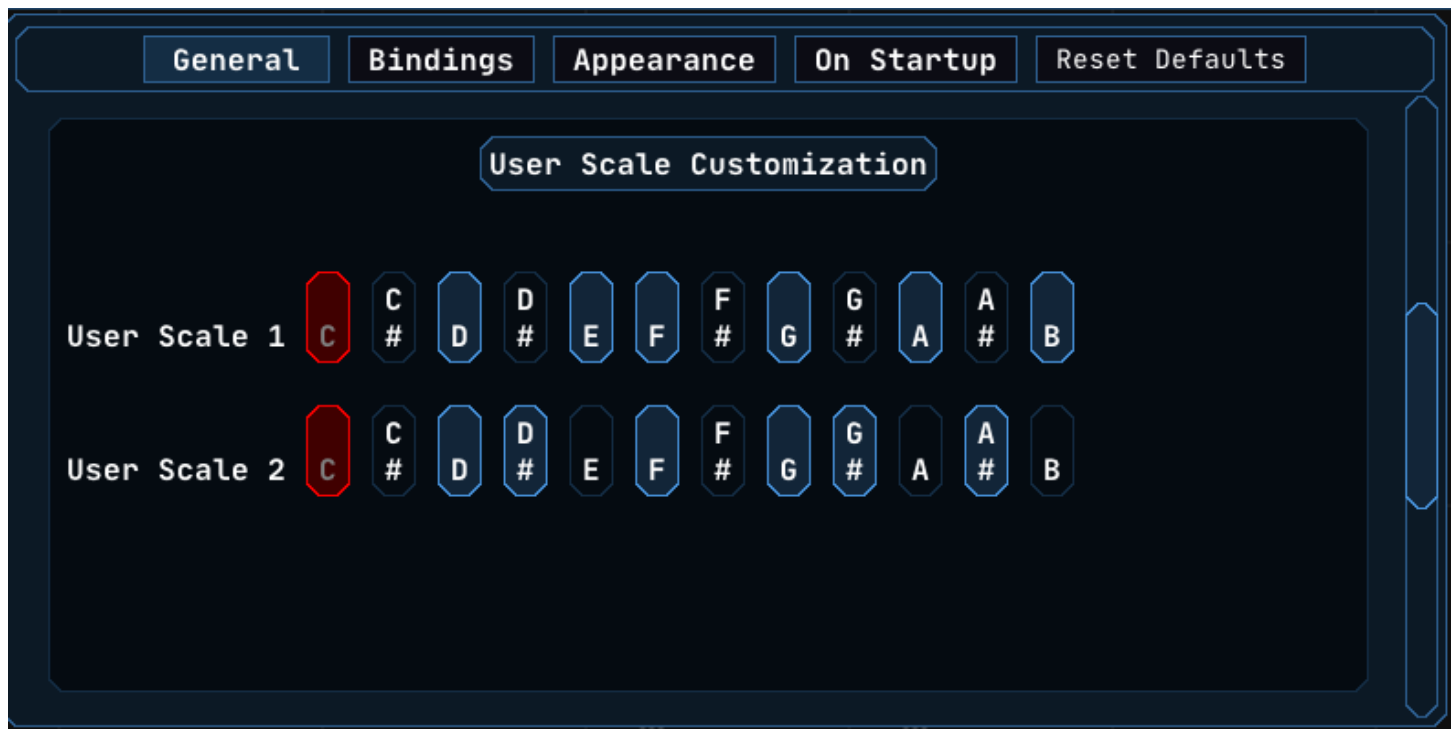 General Bindings Appearance On Startup Reset Defaults
User Scale Customization
User Scale 1 C C# D D# E F F# G G# A A# B
User Scale 2 C C# D D# E F F# G G# A A# B